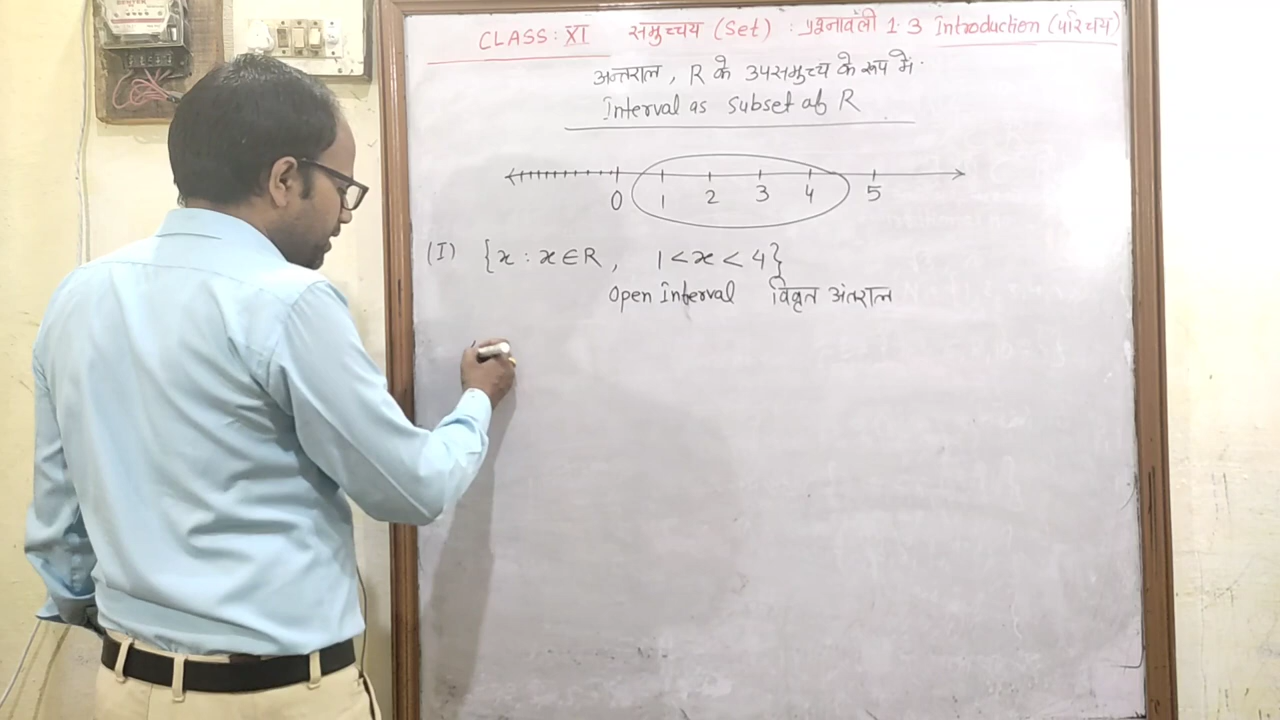 CLASS: XI समुच्चय (Set) : प्रश्नावली 1.3 Introduction (परिचय)
अन्तराल, R के उपसमुच्च के रूप में.
Interval as subset of R
0 1 2 3 4 5
(I) {x : x ∈ R, 1 < x < 4}
Open Interval विवृत अंतराल